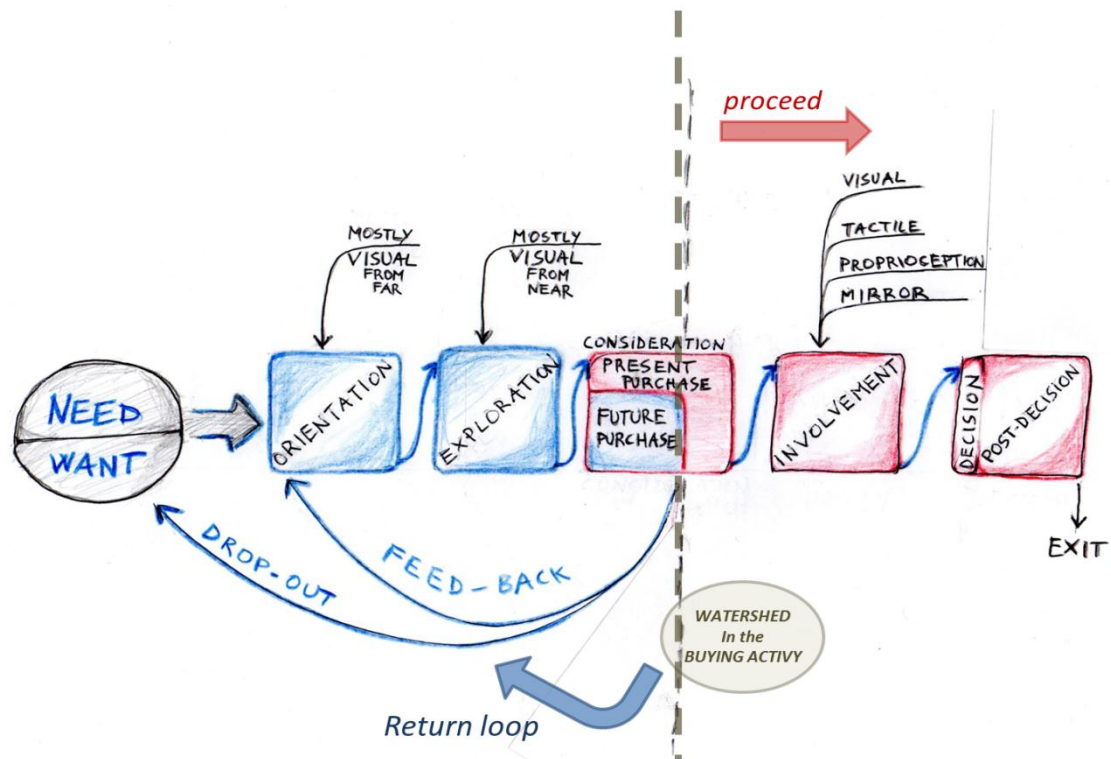 proceed
VISUAL
TACTILE
PROPRIOCEPTION
MIRROR
MOSTLY
VISUAL
FROM
FAR
MOSTLY
VISUAL
FROM
NEAR
NEED
WANT
ORIENTATION
EXPLORATION
CONSIDERATION
PRESENT
PURCHASE
FUTURE
PURCHASE
INVOLVEMENT
DECISION
POST-DECISION
EXIT
DROP-OUT
FEED-BACK
WATERSHED
In the
BUYING ACTIVY
Return loop